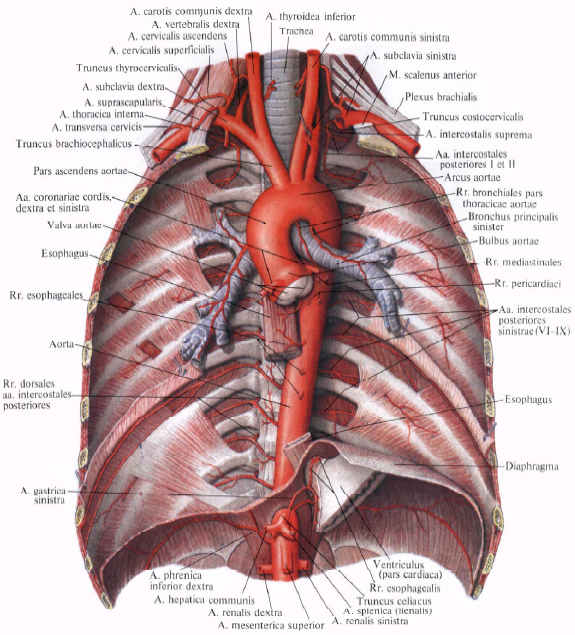 A. carotis communis dextra
A. vertebralis dextra
A. cervicalis ascendens
A. cervicalis superficialis
Truncus thyrocervicalis
A. subclavia dextra
A. suprascapularis
A. thoracica interna
A. transversa cervicis
Truncus brachiocephalicus
Pars ascendens aortae
Aa. coronariae cordis,
dextra et sinistra
Valva aortae
Esophagus
Rr. esophageales
Aorta
Rr. dorsales
aa. intercostales
posteriores
A. gastrica
sinistra
A. phrenica
inferior dextra
A. hepatica communis
A. renalis dextra
A. mesenterica superior
A. thyroidea inferior
Trachea
A. carotis communis sinistra
A. subclavia sinistra
M. scalenus anterior
Plexus brachialis
Truncus costocervicalis
A. intercostalis suprema
Aa. intercostales
posteriores I et II
Arcus aortae
Rr. bronchiales pars
thoracicae aortae
Bronchus principalis
sinister
Bulbus aortae
Rr. mediastinales
Rr. pericardiaci
Aa. intercostales
posteriores
sinistrae (VI–IX)
Esophagus
Diaphragma
Ventriculus
(pars cardiaca)
Rr. esophagealis
Truncus celiacus
A. splenica (lienalis)
A. renalis sinistra